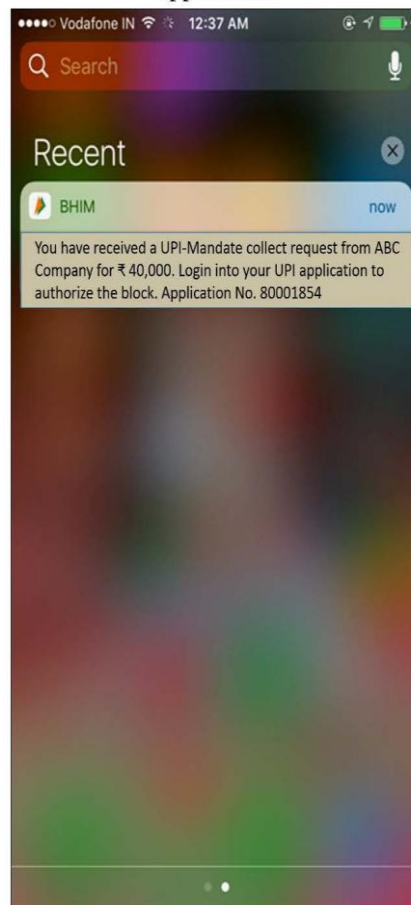 Vodafone IN 12:37 AM
Search
Recent
BHIM now
You have received a UPI-Mandate collect request from ABC
Company for ₹ 40,000. Login into your UPI application to
authorize the block. Application No. 80001854